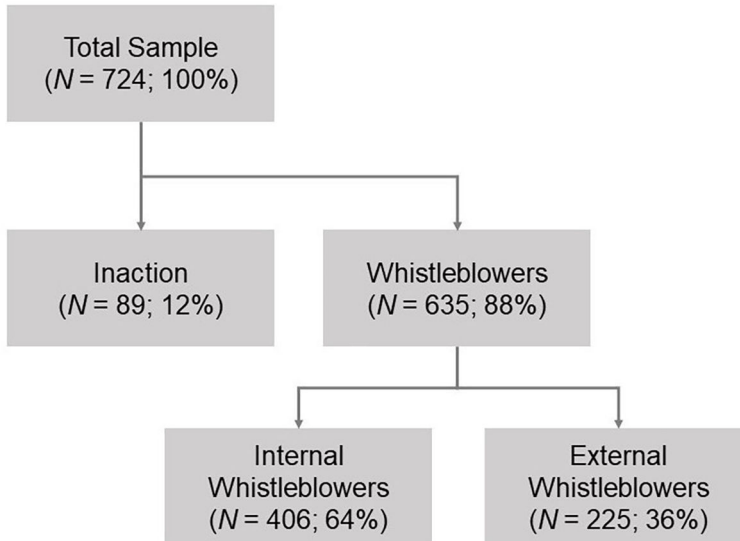 Total Sample
(N = 724; 100%)
Inaction
(N = 89; 12%)
Whistleblowers
(N = 635; 88%)
Internal
Whistleblowers
(N = 406; 64%)
External
Whistleblowers
(N = 225; 36%)